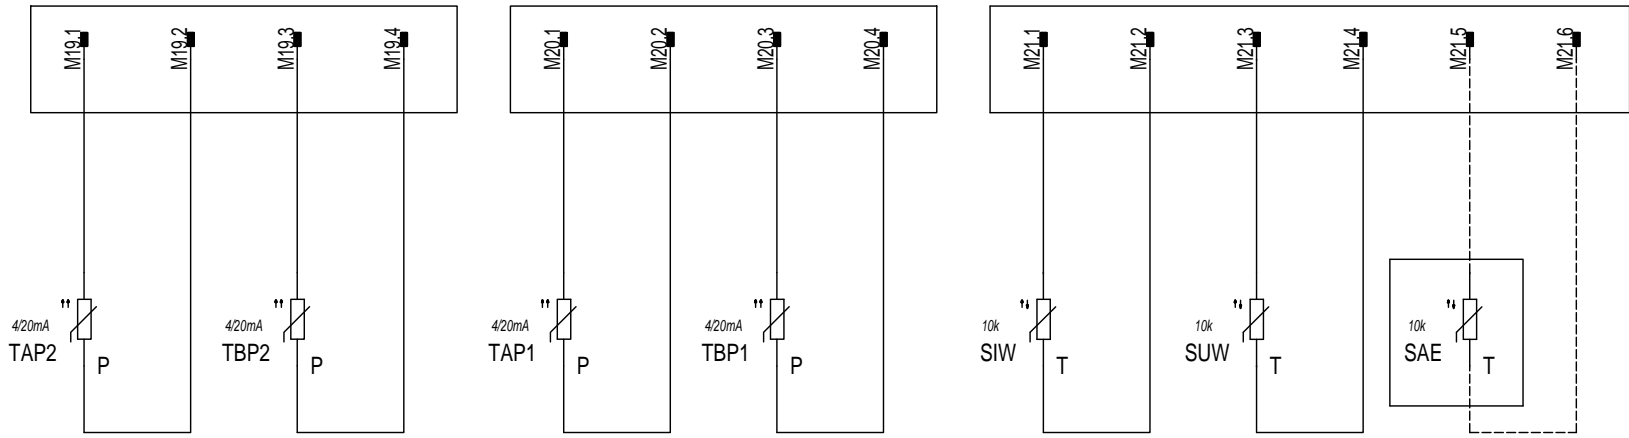 M19.1 M19.2 M19.3 M19.4 M20.1 M20.2 M20.3 M20.4 M21.1 M21.2 M21.3 M21.4 M21.5 M21.6
4/20mA 4/20mA 4/20mA 4/20mA 10k 10k 10k
TAP2 TBP2 TAP1 TBP1 SIW SUW SAE
P P P P T T T